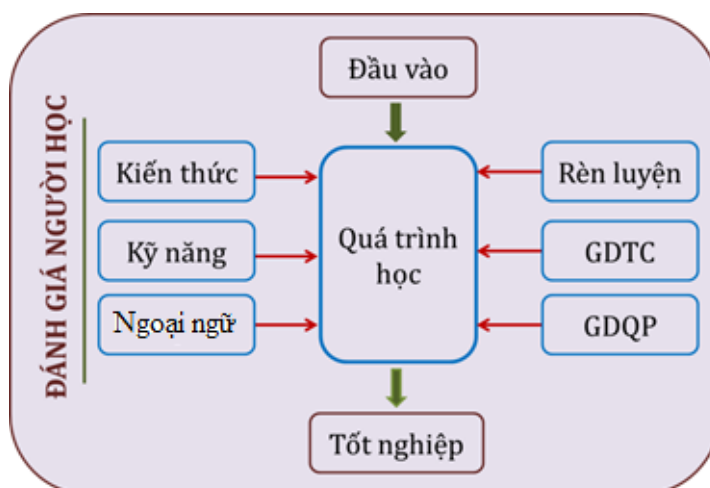 ĐÁNH GIÁ NGƯỜI HỌC
Đầu vào
Kiến thức
Kỹ năng
Ngoại ngữ
Quá trình
học
Rèn luyện
GDTC
GDQP
Tốt nghiệp